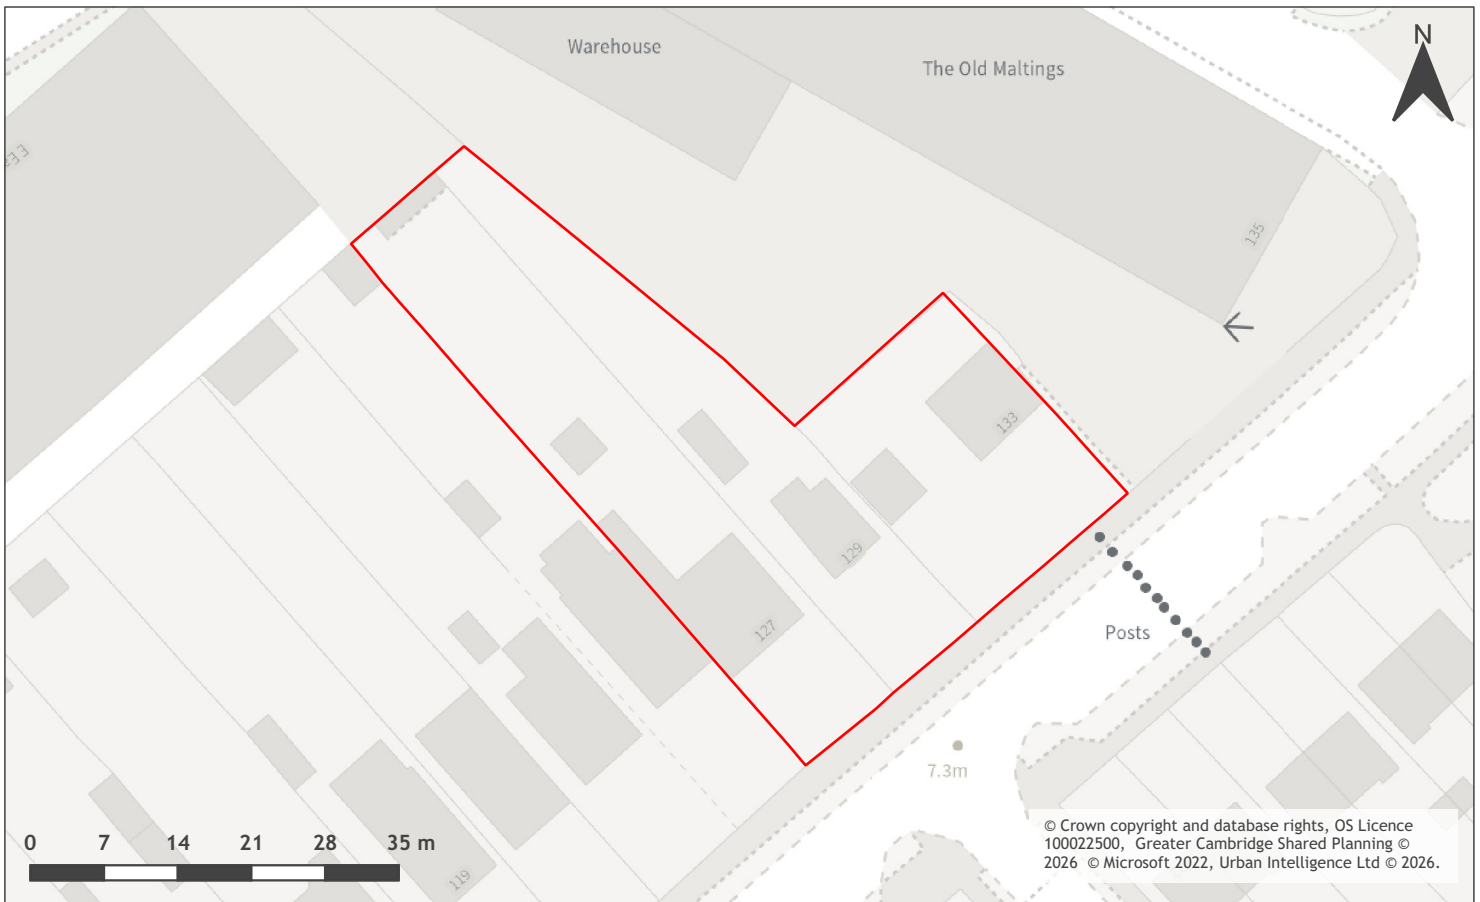 Warehouse
The Old Maltings
N
135
133
129
127
Posts
7.3m
119
0 7 14 21 28 35 m
© Crown copyright and database rights, OS Licence
100022500, Greater Cambridge Shared Planning ©
2026 © Microsoft 2022, Urban Intelligence Ltd © 2026.